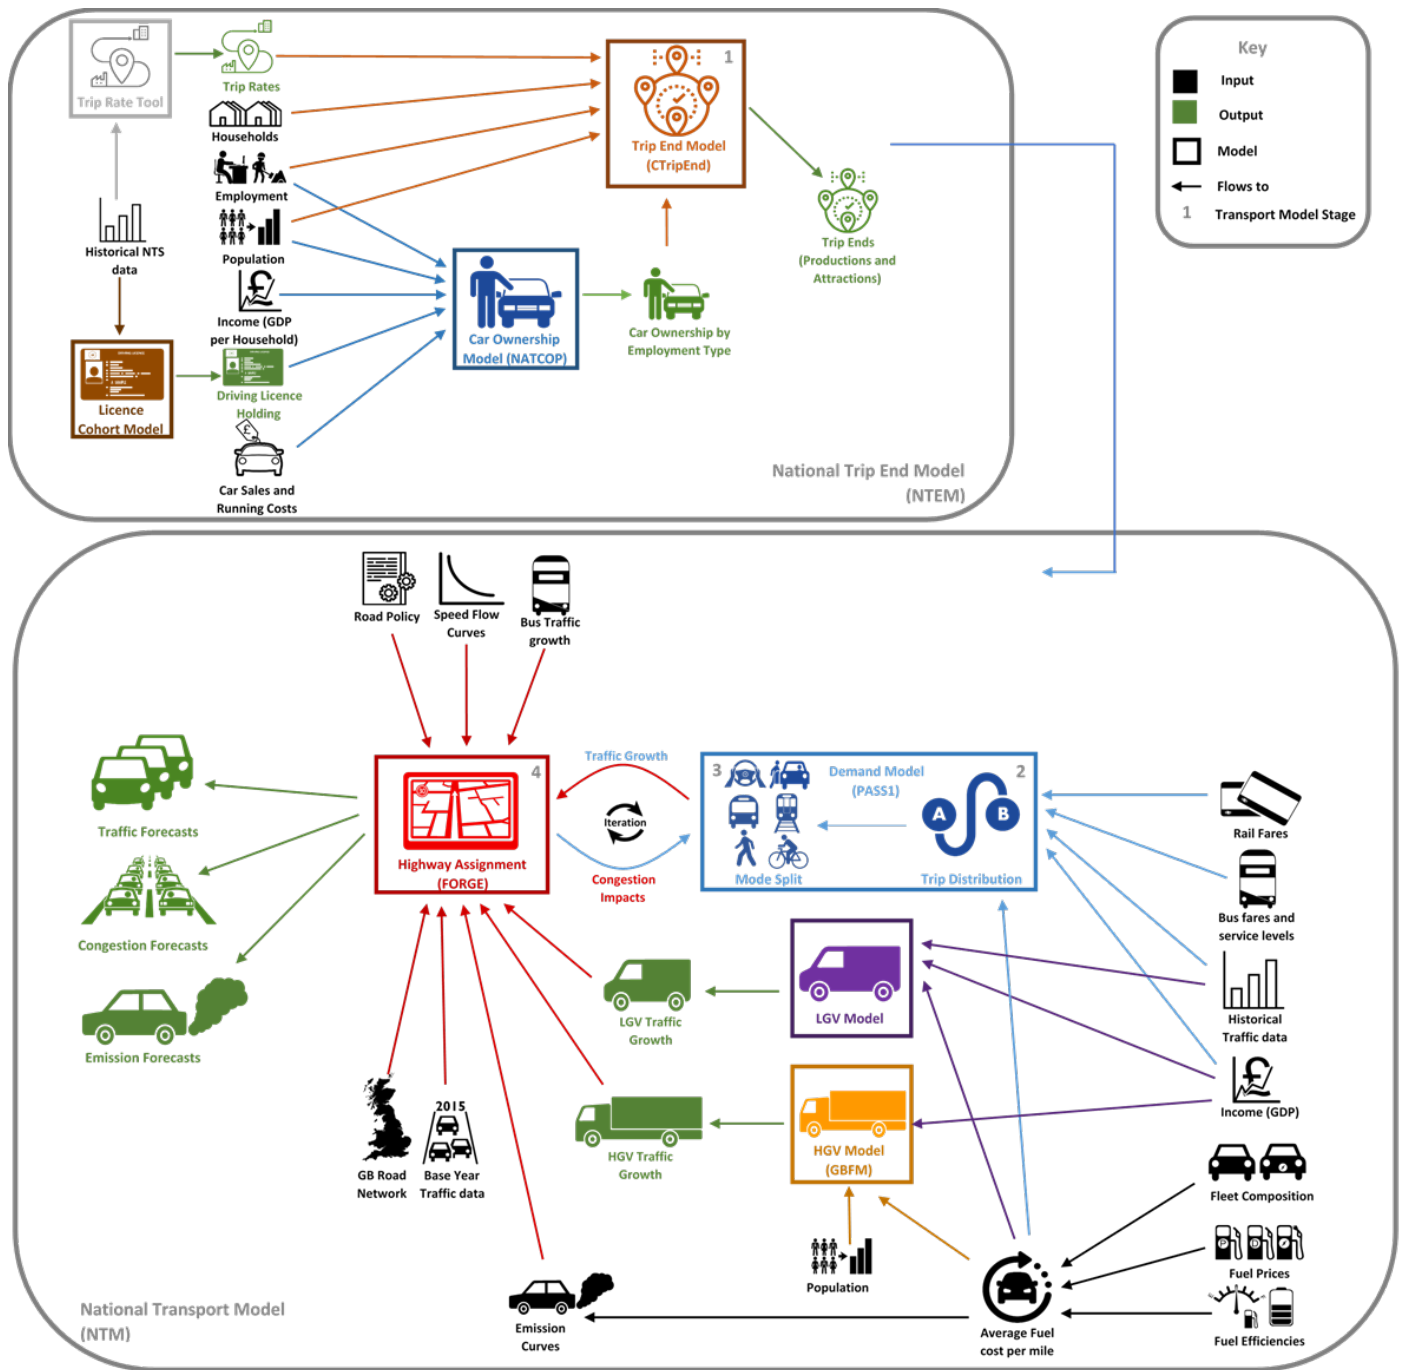 Trip Rate Tool
Trip Rates
Households
Employment
Historical NTS
data
Population
Income (GDP
per Household)
£
Driving Licence
Holding
Licence
Cohort Model
£
Car Sales and
Running Costs
1
Trip End Model
(CTripEnd)
Car Ownership
Model (NATCOP)
Car Ownership by
Employment Type
Trip Ends
(Productions and
Attractions)
National Trip End Model
(NTEM)
Key
Input
Output
Model
Flows to
1 Transport Model Stage
Road Policy
Speed Flow
Curves
Bus Traffic
growth
Traffic Forecasts
Congestion Forecasts
Emission Forecasts
4
Highway Assignment
(FORGE)
Traffic Growth
Iteration
Congestion
Impacts
3
Demand Model
(PASS1)
2
A
B
Mode Split
Trip Distribution
Rail Fares
Bus fares and
service levels
Historical
Traffic data
£
Income (GDP)
LGV Traffic
Growth
LGV Model
HGV Traffic
Growth
HGV Model
(GBFM)
GB Road
Network
2015
Base Year
Traffic data
Fleet Composition
P
D
Fuel Prices
Fuel Efficiencies
Population
Average Fuel
cost per mile
Emission
Curves
National Transport Model
(NTM)